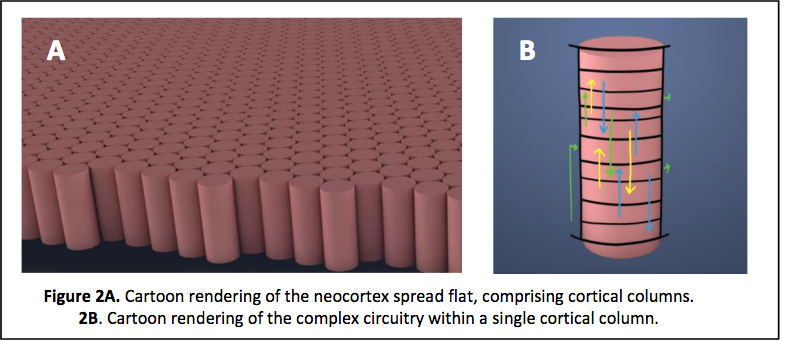 A
B
Figure 2A. Cartoon rendering of the neocortex spread flat, comprising cortical columns.
2B. Cartoon rendering of the complex circuitry within a single cortical column.